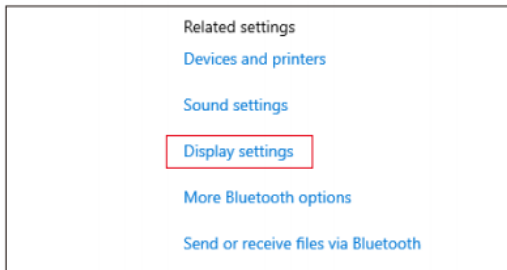 Related settings
Devices and printers
Sound settings
Display settings
More Bluetooth options
Send or receive files via Bluetooth